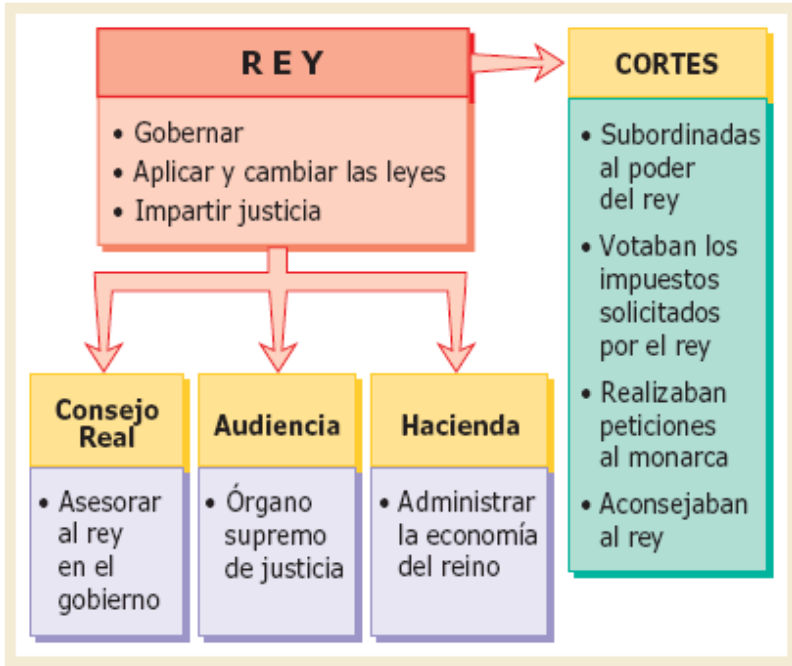 REY
• Gobernar
• Aplicar y cambiar las leyes
• Impartir justicia
CORTES
• Subordinadas
al poder
del rey
• Votaban los
impuestos
solicitados
por el rey
• Realizaban
peticiones
al monarca
• Aconsejaban
al rey
Consejo
Real
• Asesorar
al rey
en el
gobierno
Audiencia
• Órgano
supremo
de justicia
Hacienda
• Administrar
la economía
del reino